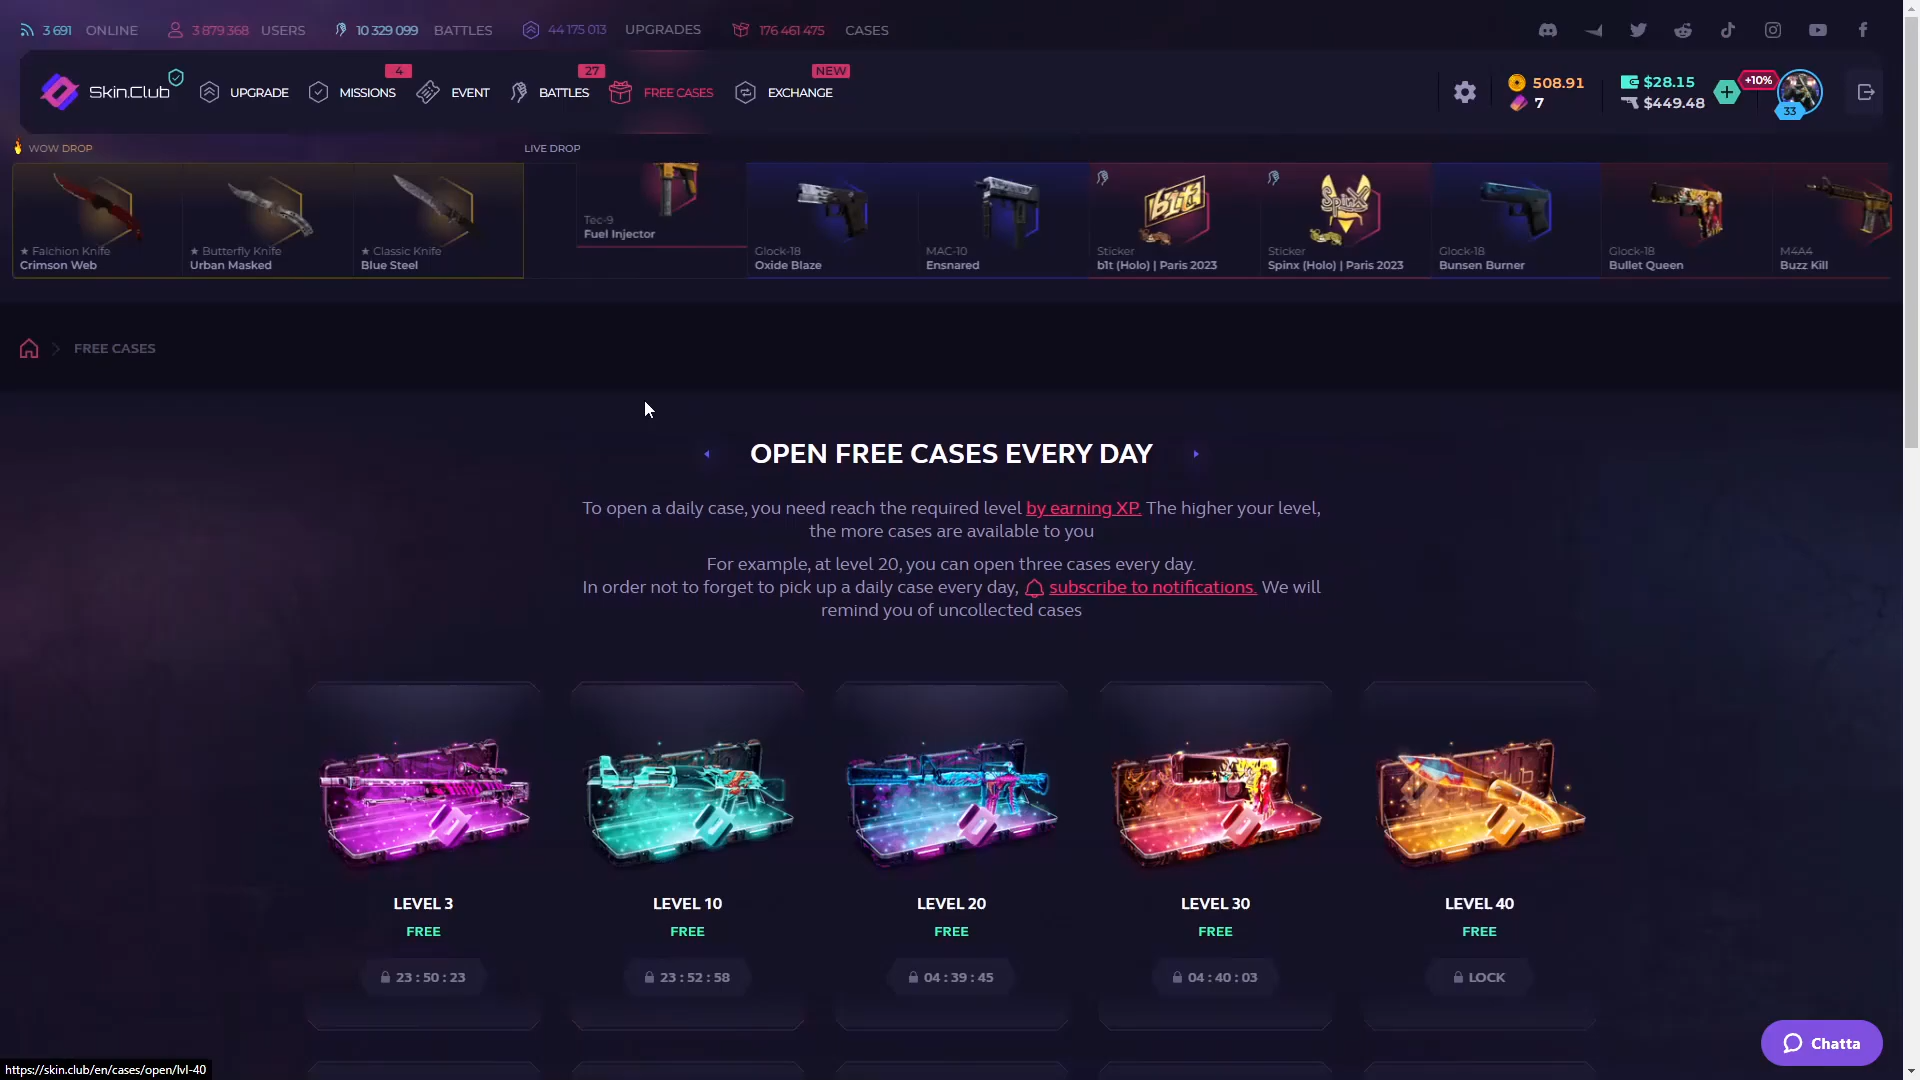 3 691 ONLINE 3 879 368 USERS 10 329 099 BATTLES 44 175 013 UPGRADES 176 461 475 CASES
4 27 NEW
Skin.Club UPGRADE MISSIONS EVENT BATTLES FREE CASES EXCHANGE
508.91 $28.15 +10%
7 $449.48 33
WOW DROP LIVE DROP
★ Falchion Knife
Crimson Web
★ Butterfly Knife
Urban Masked
★ Classic Knife
Blue Steel
Tec-9
Fuel Injector
Glock-18
Oxide Blaze
MAC-10
Ensnared
b1t
Sticker
b1t (Holo) | Paris 2023
Spinx
Sticker
Spinx (Holo) | Paris 2023
Glock-18
Bunsen Burner
Glock-18
Bullet Queen
M4A4
Buzz Kill
FREE CASES
OPEN FREE CASES EVERY DAY
To open a daily case, you need reach the required level by earning XP. The higher your level,
the more cases are available to you
For example, at level 20, you can open three cases every day.
In order not to forget to pick up a daily case every day, subscribe to notifications. We will
remind you of uncollected cases
LEVEL 3 LEVEL 10 LEVEL 20 LEVEL 30 LEVEL 40
FREE FREE FREE FREE FREE
23 : 50 : 23 23 : 52 : 58 04 : 39 : 45 04 : 40 : 03 LOCK
Chatta
https://skin.club/en/cases/open/lvl-40